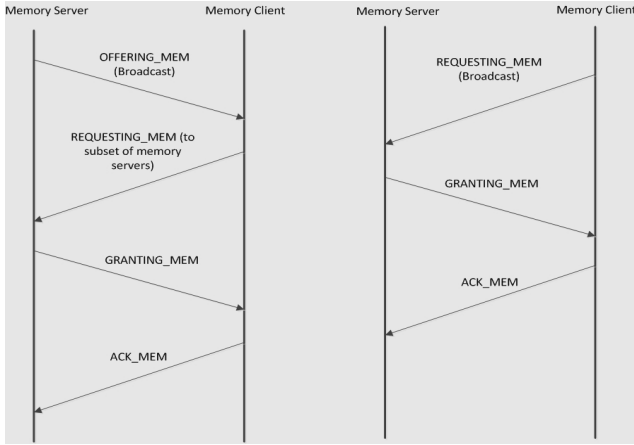 Memory Server
Memory Client
OFFERING_MEM
(Broadcast)
REQUESTING_MEM (to
subset of memory
servers)
GRANTING_MEM
ACK_MEM
Memory Server
Memory Client
REQUESTING_MEM
(Broadcast)
GRANTING_MEM
ACK_MEM